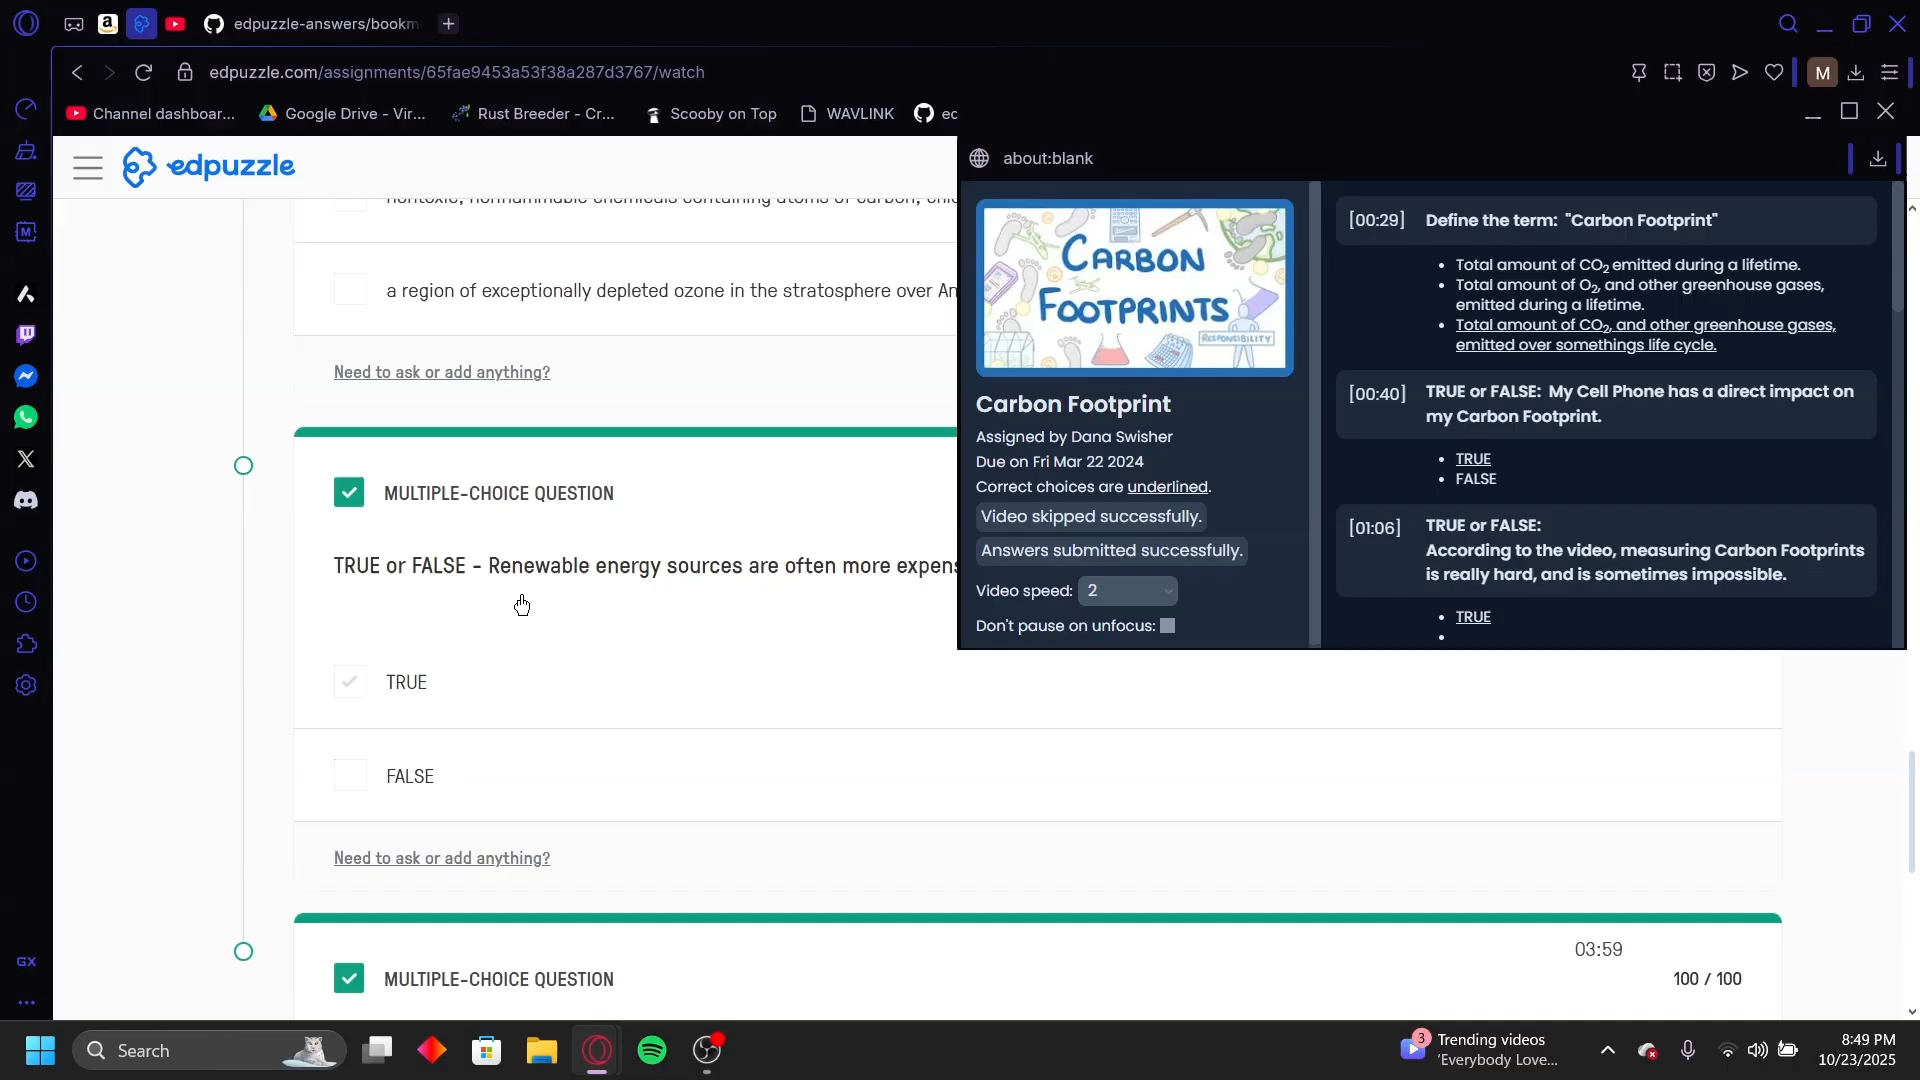 edpuzzle-answers/bookm
edpuzzle.com/assignments/65fae9453a53f38a287d3767/watch
M
Channel dashboar...
Google Drive - Vir...
Rust Breeder - Cr...
Scooby on Top
WAVLINK
ec
edpuzzle
about:blank
nontoxic, nonflammable chemicals containing atoms of carbon,
a region of exceptionally depleted ozone in the stratosphere over An
Need to ask or add anything?
MULTIPLE-CHOICE QUESTION
TRUE or FALSE - Renewable energy sources are often more expens
TRUE
FALSE
Need to ask or add anything?
03:59
MULTIPLE-CHOICE QUESTION
100 / 100
CARBON
FOOTPRINTS
RESPONSIBILITY
Carbon Footprint
Assigned by Dana Swisher
Due on Fri Mar 22 2024
Correct choices are underlined.
Video skipped successfully.
Answers submitted successfully.
Video speed: 2
Don't pause on unfocus:
[00:29] Define the term: "Carbon Footprint"
• Total amount of CO2 emitted during a lifetime.
• Total amount of O2, and other greenhouse gases,
emitted during a lifetime.
• Total amount of CO2, and other greenhouse gases,
emitted over somethings life cycle.
[00:40] TRUE or FALSE: My Cell Phone has a direct impact on
my Carbon Footprint.
• TRUE
• FALSE
[01:06] TRUE or FALSE:
According to the video, measuring Carbon Footprints
is really hard, and is sometimes impossible.
• TRUE
•
GX
Search
3
Trending videos
'Everybody Love...
8:49 PM
10/23/2025